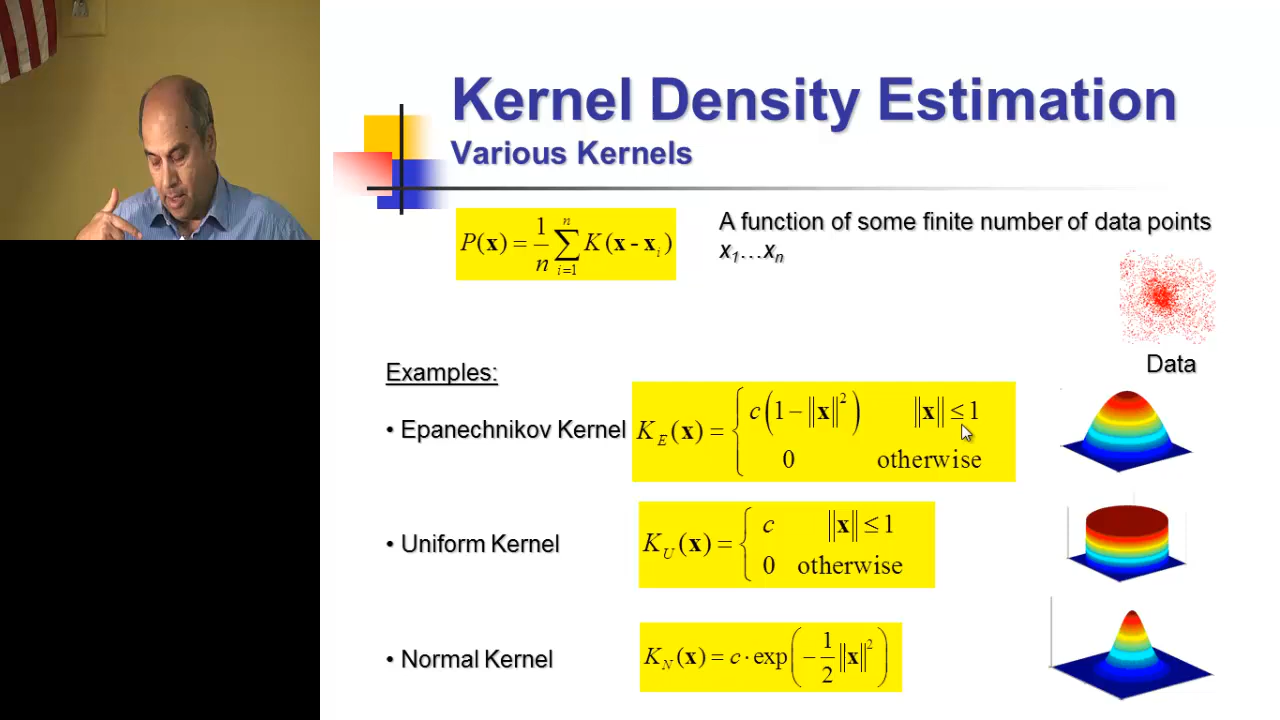 Kernel Density Estimation
Various Kernels
P(x) = 1/n ∑_{i=1}^{n} K(x - x_i)
A function of some finite number of data points
x1…xn
Data
Examples:
• Epanechnikov Kernel
K_E(x) = { c(1 − ‖x‖²) ‖x‖ ≤ 1
0 otherwise
• Uniform Kernel
K_U(x) = { c ‖x‖ ≤ 1
0 otherwise
• Normal Kernel
K_N(x) = c · exp(−1/2 ‖x‖²)